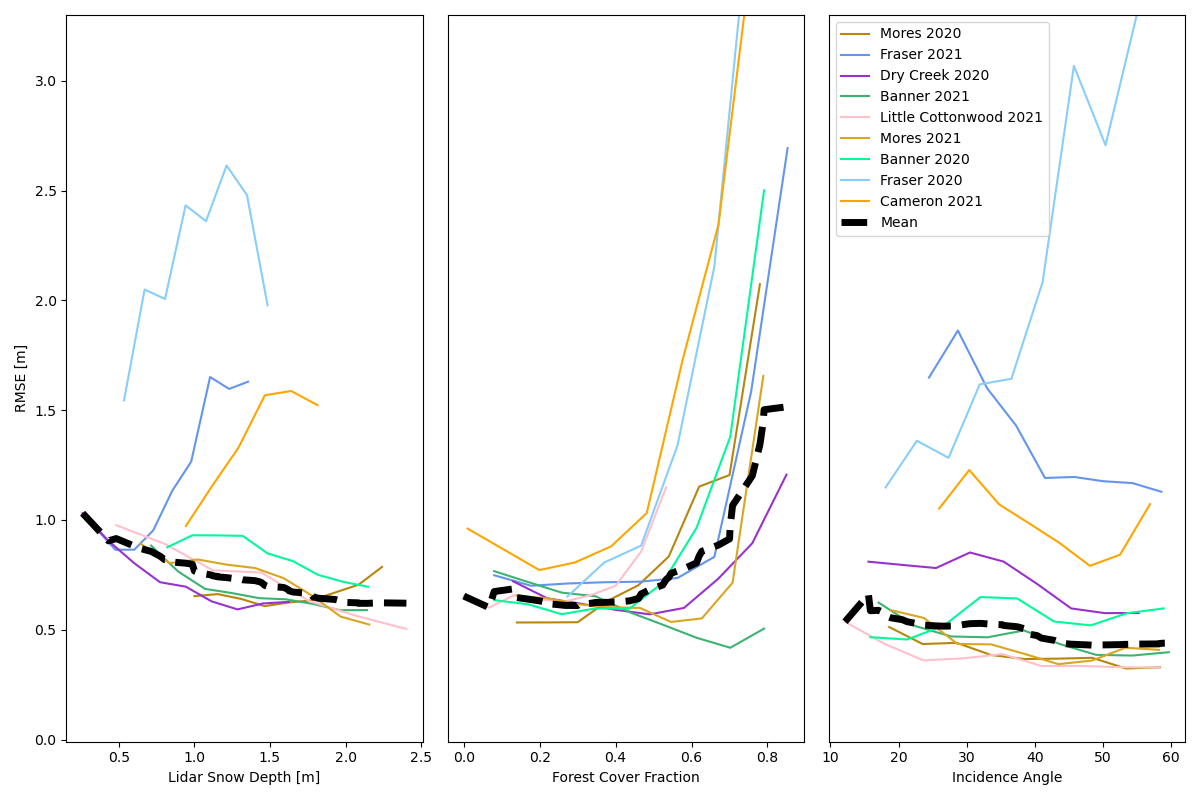 RMSE [m]
3.0
2.5
2.0
1.5
1.0
0.5
0.0
0.5 1.0 1.5 2.0 2.5
Lidar Snow Depth [m]
0.0 0.2 0.4 0.6 0.8
Forest Cover Fraction
Mores 2020
Fraser 2021
Dry Creek 2020
Banner 2021
Little Cottonwood 2021
Mores 2021
Banner 2020
Fraser 2020
Cameron 2021
Mean
10 20 30 40 50 60
Incidence Angle